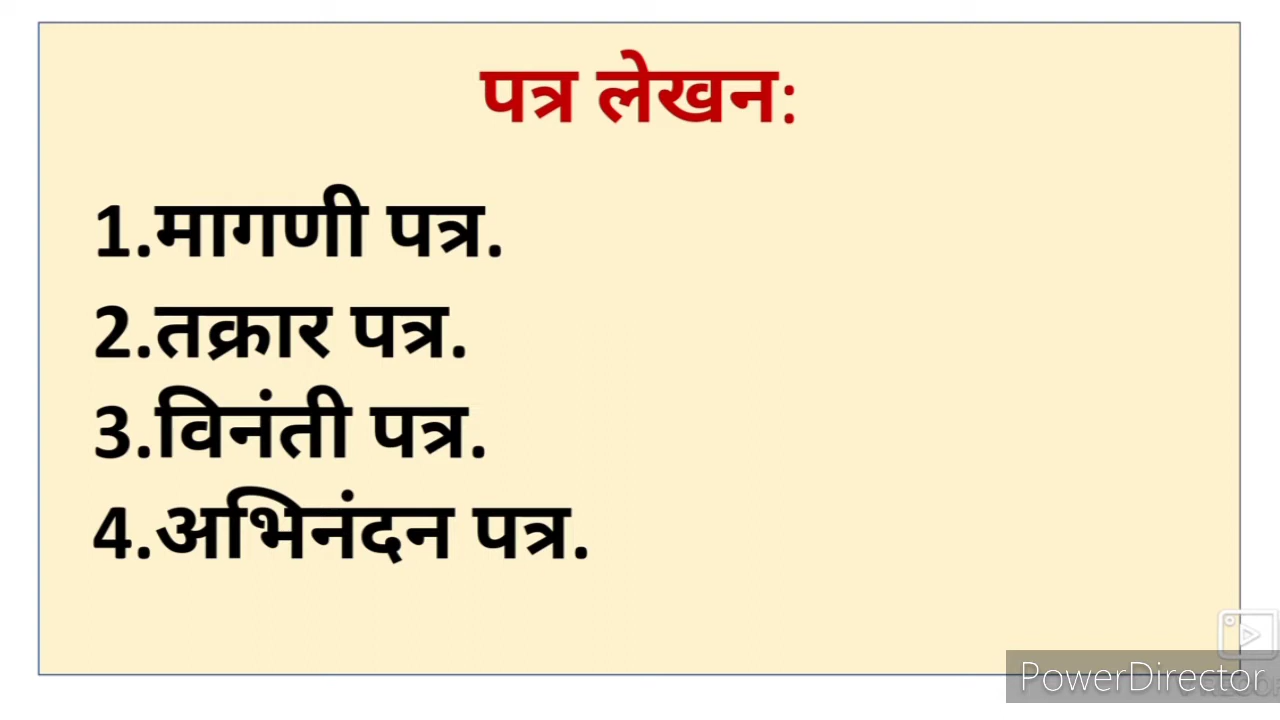 पत्र लेखन:
1.मागणी पत्र.
2.तक्रार पत्र.
3.विनंती पत्र.
4.अभिनंदन पत्र.
PowerDirector